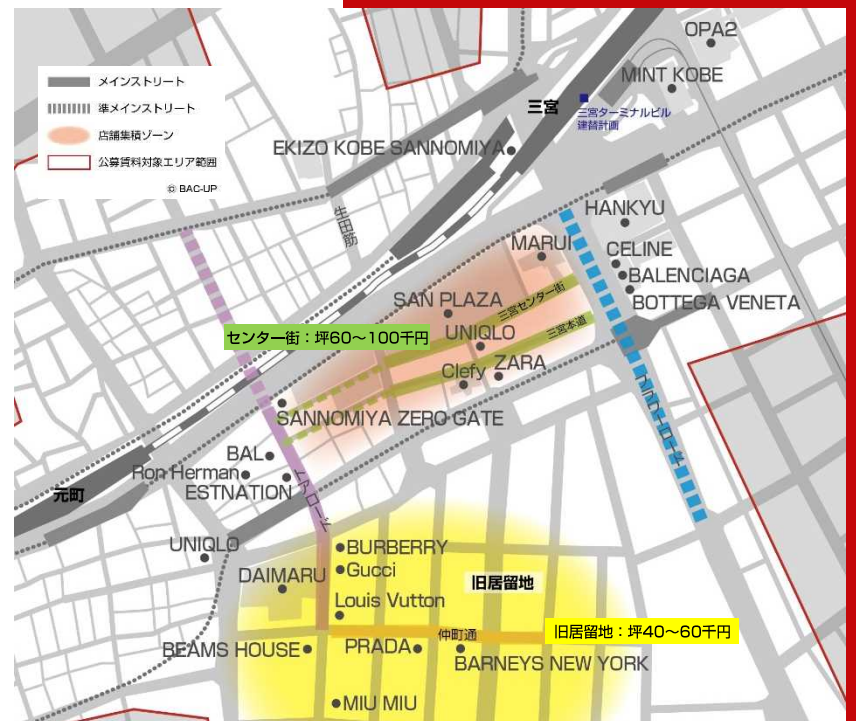 OPA2
MINT KOBE
メインストリート
準メインストリート
店舗集積ゾーン
公募賃料対象エリア範囲
© BAC-UP
三宮
三宮ターミナルビル
建替計画
EKIZO KOBE SANNOMIYA
生田筋
HANKYU
MARUI
CELINE
BALENCIAGA
BOTTEGA VENETA
SAN PLAZA
三宮センター街
UNIQLO
三宮本道
センター街：坪60～100千円
Clefy
ZARA
SANNOMIYA ZERO GATE
BAL
Ron Herman
ESTNATION
トアロード
元町
UNIQLO
BURBERRY
DAIMARU
Gucci
旧居留地
Louis Vutton
仲町通
旧居留地：坪40～60千円
BEAMS HOUSE
PRADA
BARNEYS NEW YORK
MIU MIU